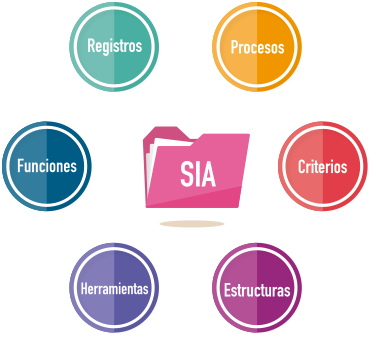 Registros
Procesos
Funciones
SIA
Criterios
Herramientas
Estructuras